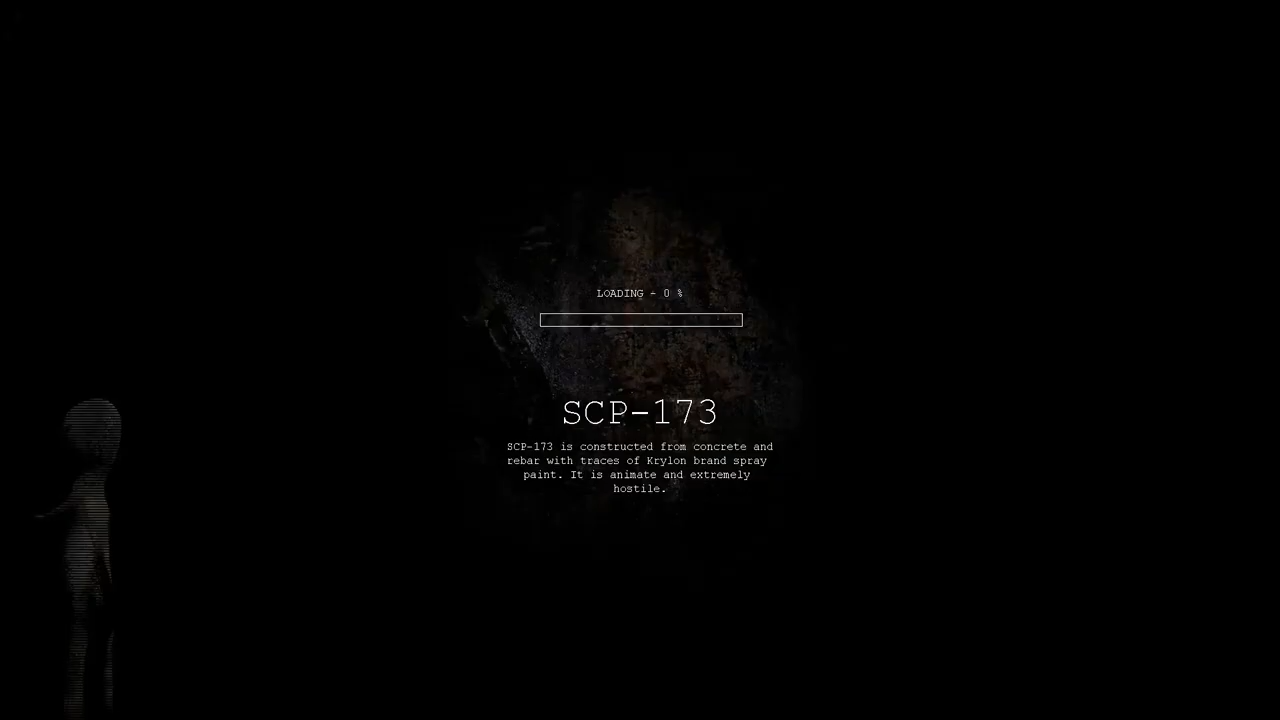 LOADING - 0 %
SCP-173
SCP-173 is constructed from concrete and
rebar with traces of Krylon brand spray
paint. It is animate and extremely
hostile.